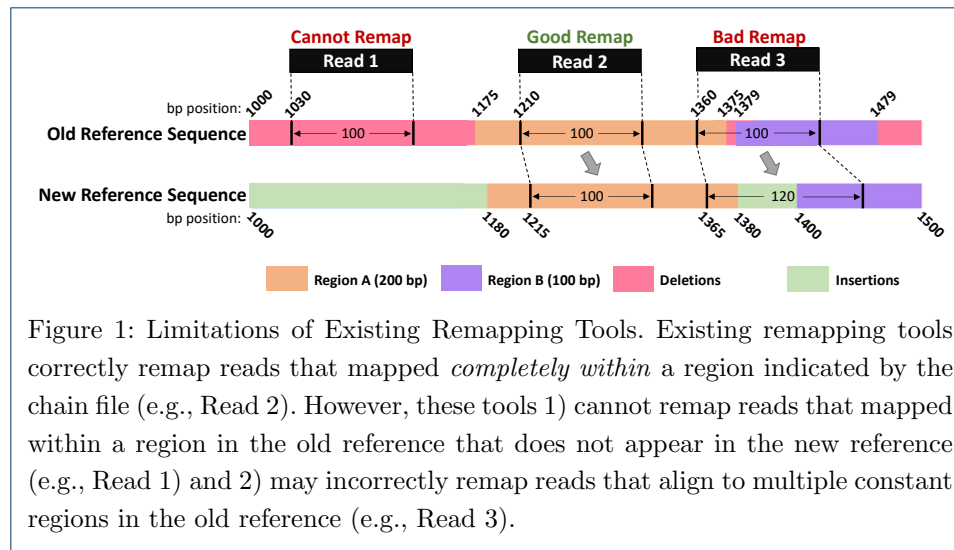 Cannot Remap Good Remap Bad Remap
Read 1 Read 2 Read 3
bp position: 1000 1030 1175 1210 1360 1375 1379 1479
Old Reference Sequence 100 100 100
New Reference Sequence 100 120
bp position: 1000 1180 1215 1365 1380 1400 1500
Region A (200 bp) Region B (100 bp) Deletions Insertions
Figure 1: Limitations of Existing Remapping Tools. Existing remapping tools
correctly remap reads that mapped completely within a region indicated by the
chain file (e.g., Read 2). However, these tools 1) cannot remap reads that mapped
within a region in the old reference that does not appear in the new reference
(e.g., Read 1) and 2) may incorrectly remap reads that align to multiple constant
regions in the old reference (e.g., Read 3).